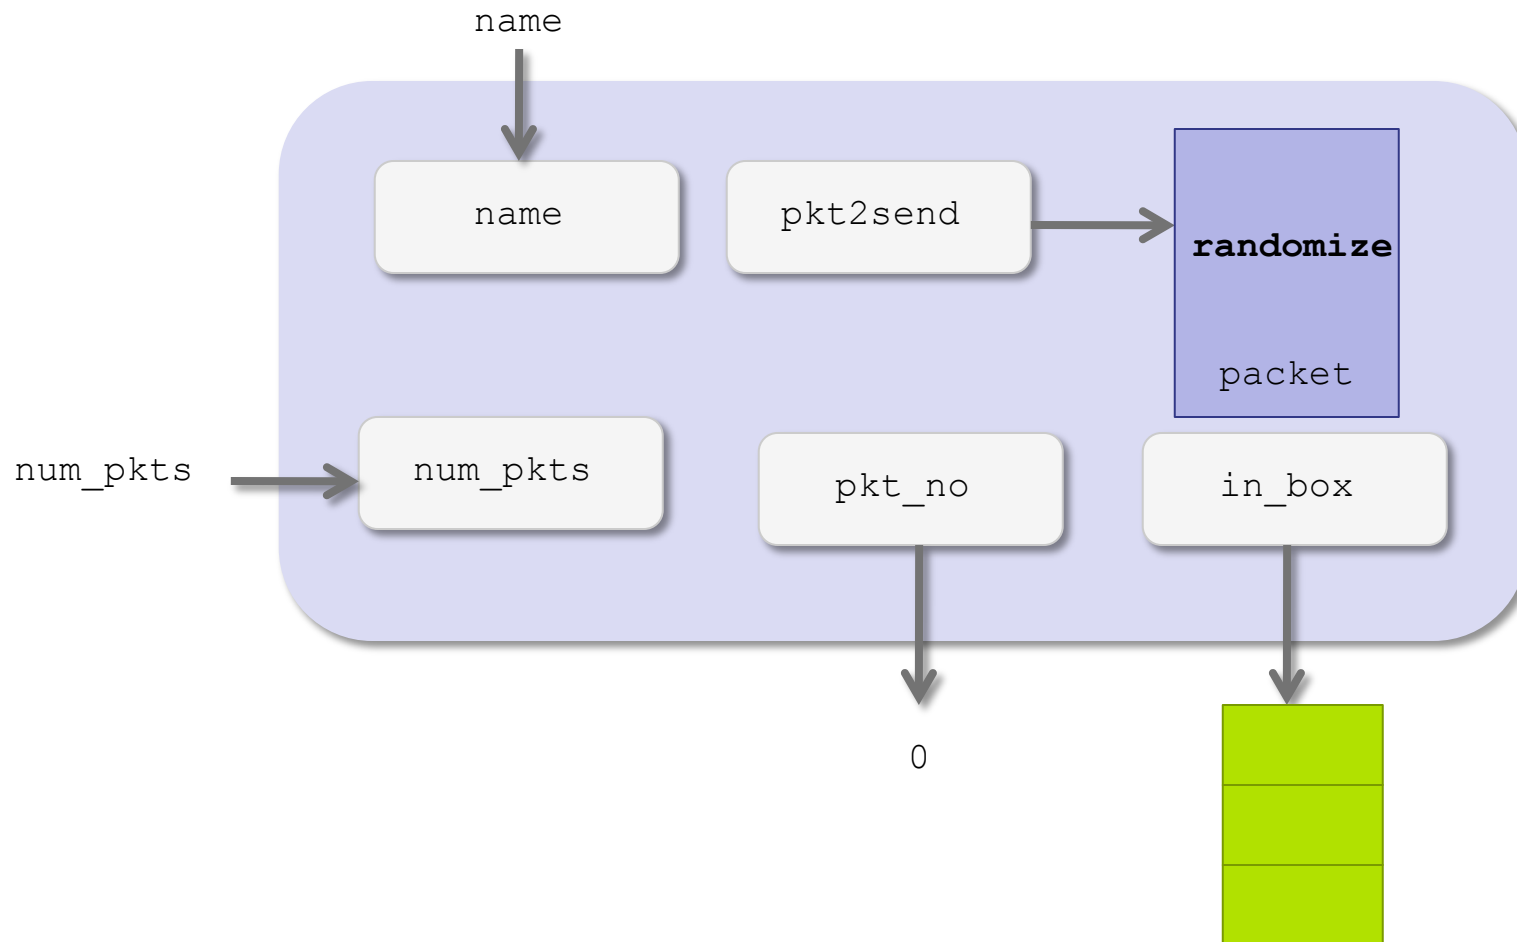 name
name
pkt2send
randomize
packet
num_pkts
num_pkts
pkt_no
in_box
0